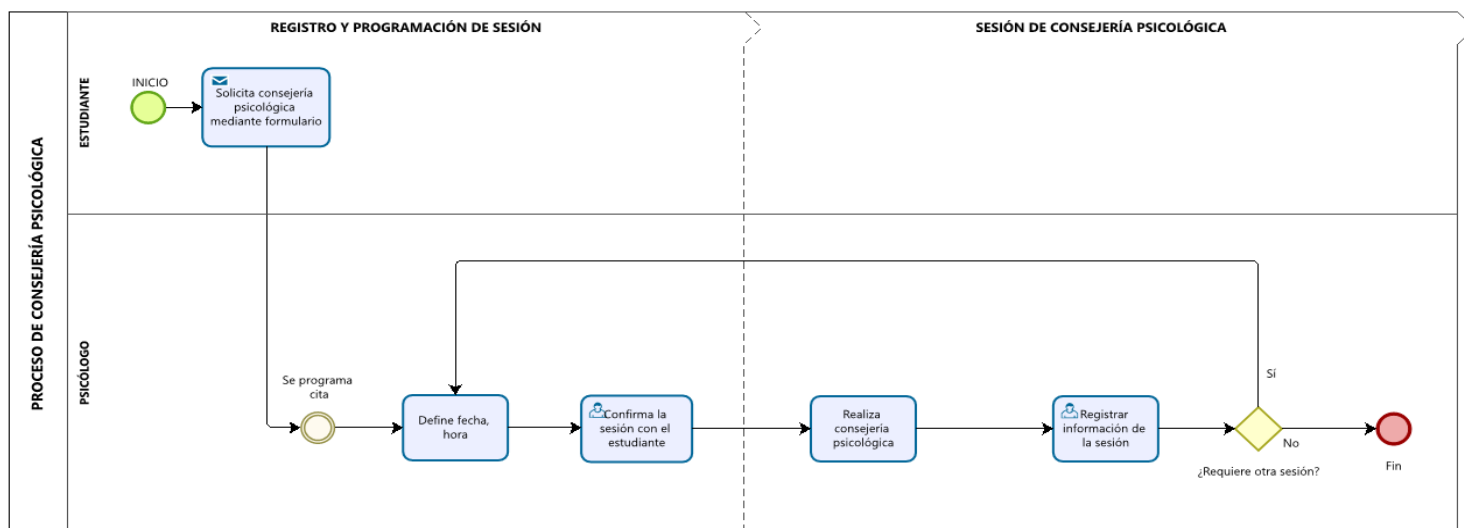 PROCESO DE CONSEJERÍA PSICOLÓGICA
REGISTRO Y PROGRAMACIÓN DE SESIÓN
SESIÓN DE CONSEJERÍA PSICOLÓGICA
ESTUDIANTE
INICIO
Solicita consejería
psicológica
mediante formulario
PSICÓLOGO
Se programa
cita
Define fecha,
hora
Confirma la
sesión con el
estudiante
Realiza
consejería
psicológica
Registrar
información de
la sesión
Sí
No
¿Requiere otra sesión?
Fin